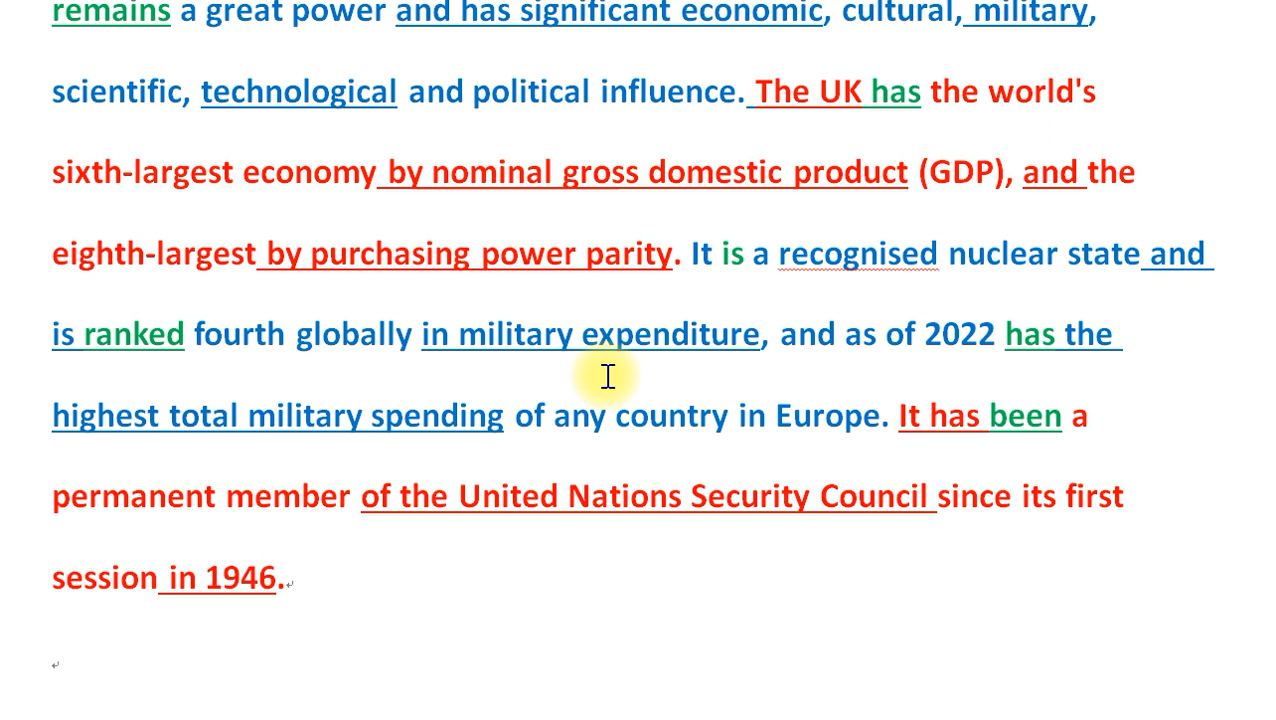 remains a great power and has significant economic, cultural, military,
scientific, technological and political influence. The UK has the world's
sixth-largest economy by nominal gross domestic product (GDP), and the
eighth-largest by purchasing power parity. It is a recognised nuclear state and
is ranked fourth globally in military expenditure, and as of 2022 has the
highest total military spending of any country in Europe. It has been a
permanent member of the United Nations Security Council since its first
session in 1946.